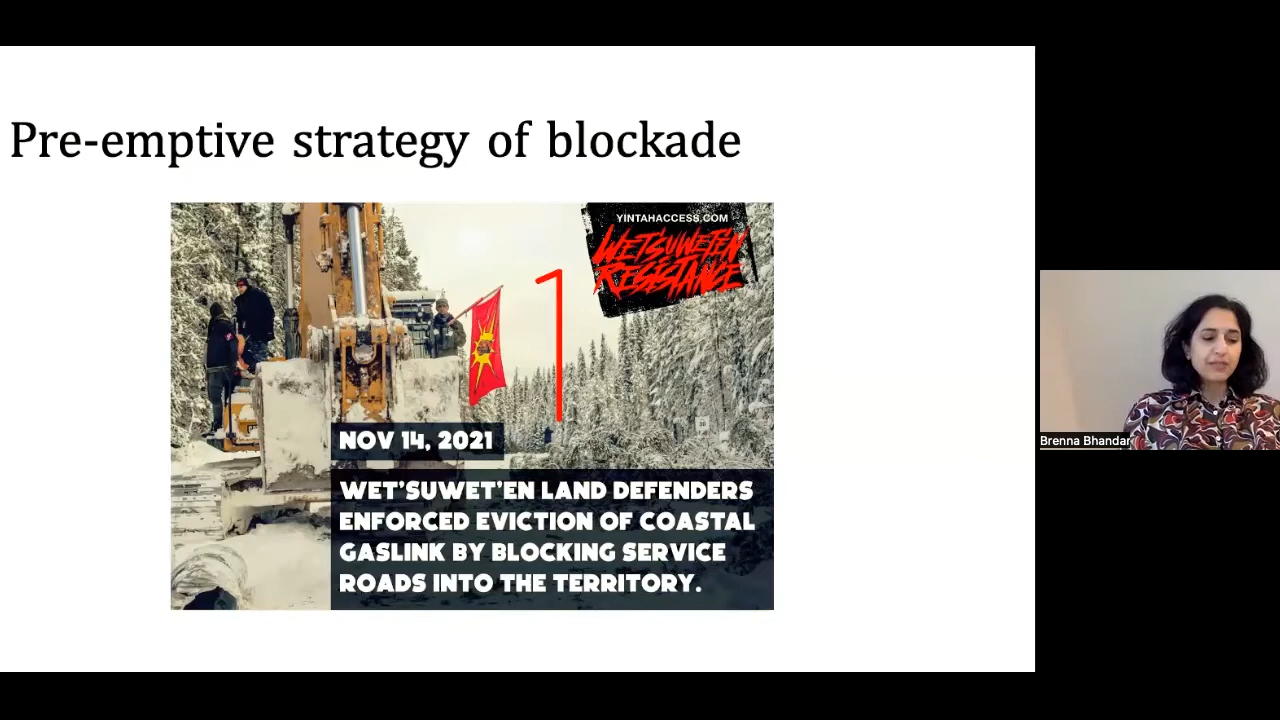 Pre-emptive strategy of blockade
YINTAHACCESS.COM
WET'SUWET'EN
RESISTANCE
1
NOV 14, 2021
WET'SUWET'EN LAND DEFENDERS
ENFORCED EVICTION OF COASTAL
GASLINK BY BLOCKING SERVICE
ROADS INTO THE TERRITORY.
Brenna Bhandar